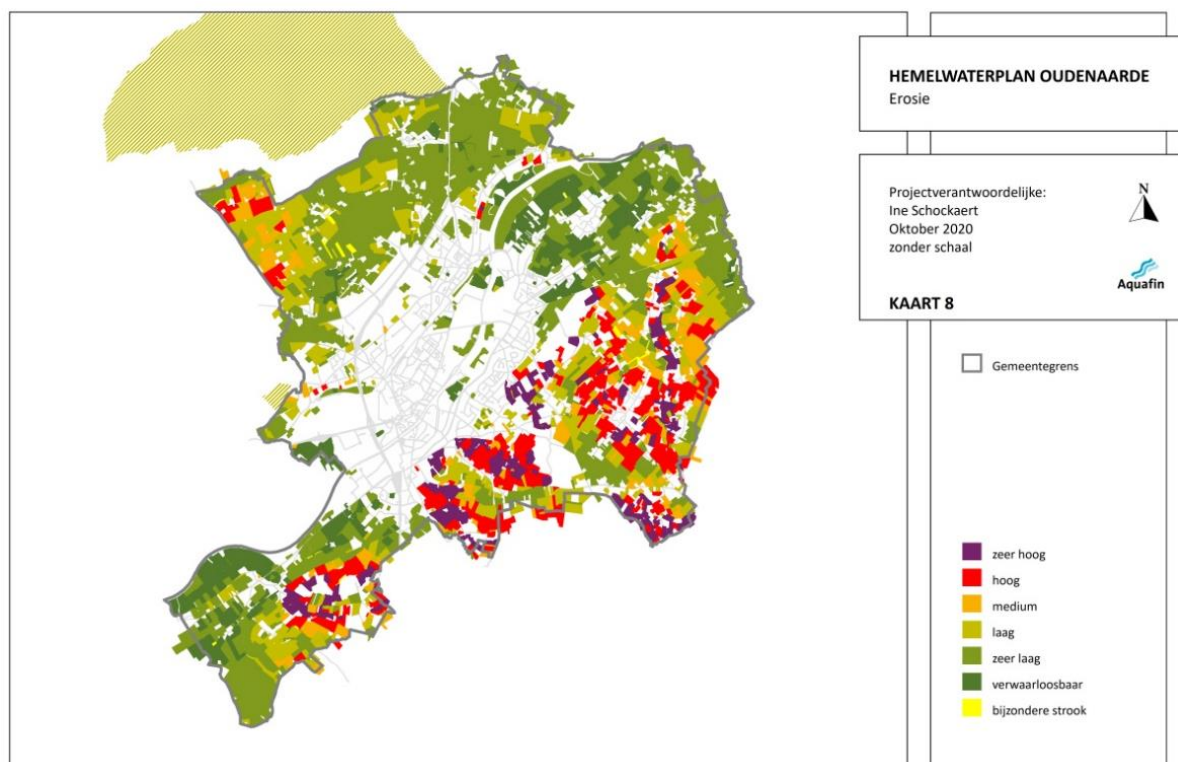 HEMELWATERPLAN OUDENAARDE
Erosie
Projectverantwoordelijke:
Ine Schockaert
Oktober 2020
zonder schaal
N
Aquafin
KAART 8
Gemeentegrens
zeer hoog
hoog
medium
laag
zeer laag
verwaarloosbaar
bijzondere strook